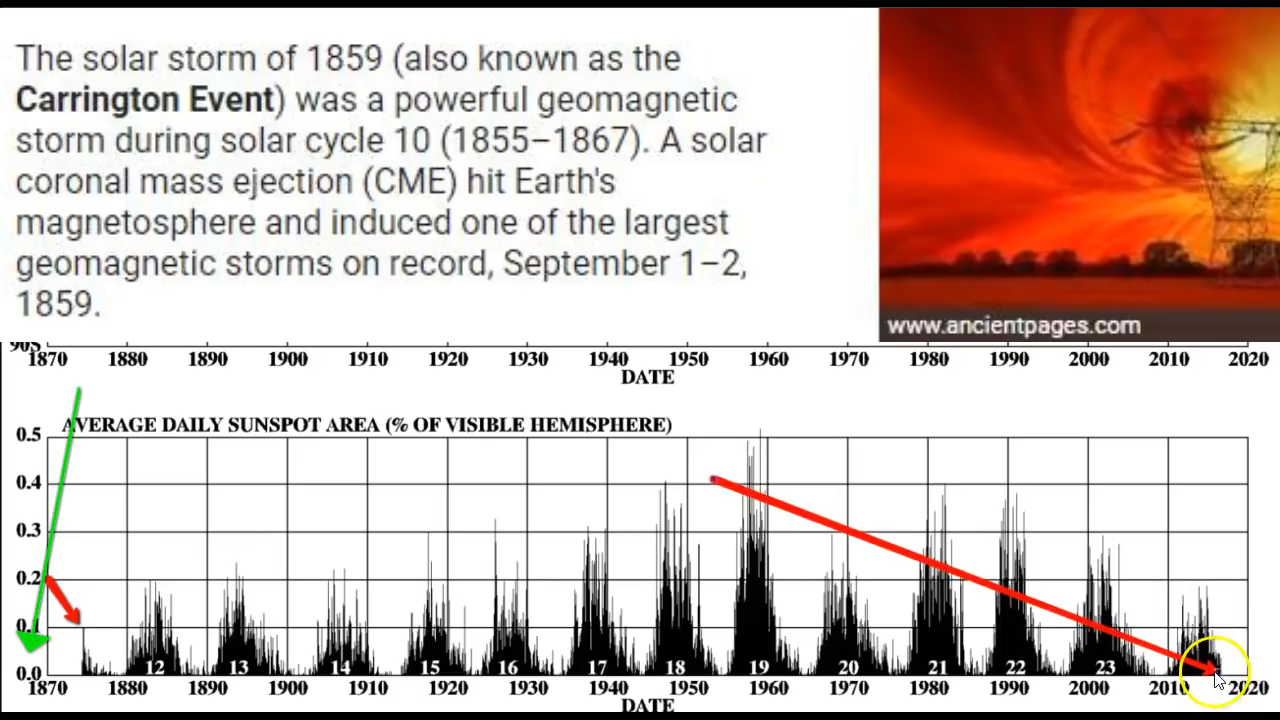 The solar storm of 1859 (also known as the
Carrington Event) was a powerful geomagnetic
storm during solar cycle 10 (1855–1867). A solar
coronal mass ejection (CME) hit Earth's
magnetosphere and induced one of the largest
geomagnetic storms on record, September 1–2,
1859.
www.ancientpages.com
90S
1870 1880 1890 1900 1910 1920 1930 1940 1950 1960 1970 1980 1990 2000 2010 2020
DATE
AVERAGE DAILY SUNSPOT AREA (% OF VISIBLE HEMISPHERE)
0.5
0.4
0.3
0.2
0.0
12 13 14 15 16 17 18 19 20 21 22 23
1870 1880 1890 1900 1910 1920 1930 1940 1950 1960 1970 1980 1990 2000 2010 2020
DATE